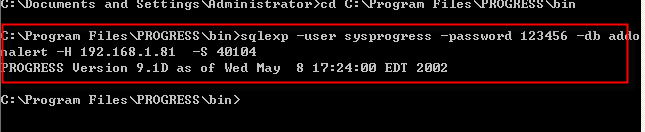 C:\Documents and Settings\Administrator>cd C:\Program Files\PROGRESS\bin
C:\Program Files\PROGRESS\bin>sqlexp -user sysprogress -password 123456 -db addo
nalert -H 192.168.1.81  -S 40104
PROGRESS Version 9.1D as of Wed May  8 17:24:00 EDT 2002
C:\Program Files\PROGRESS\bin>